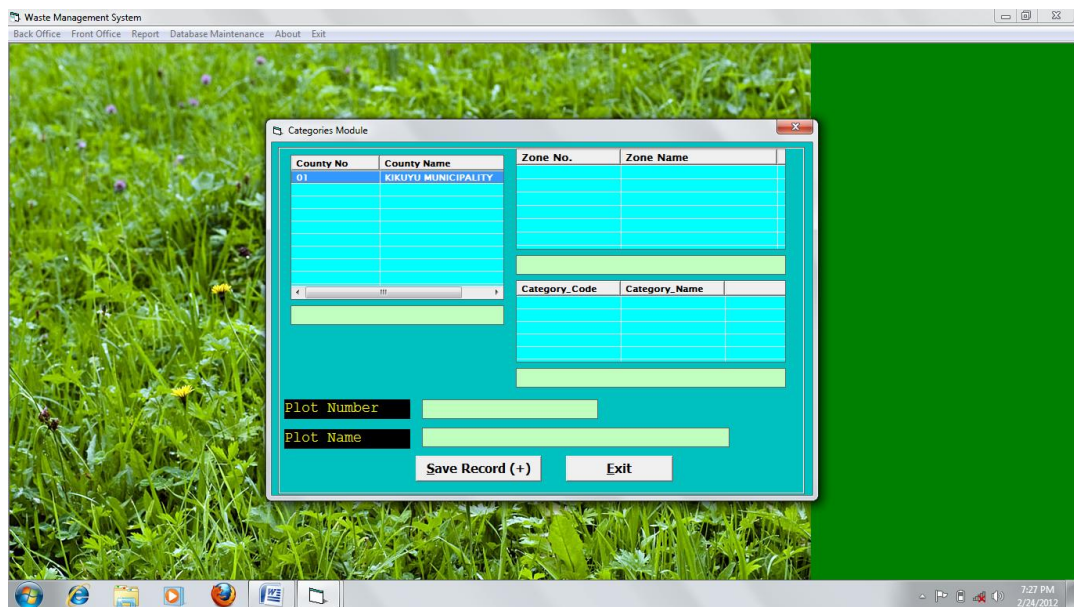 Waste Management System
Back Office Front Office Report Database Maintenance About Exit
Categories Module
County No County Name
01 KIKUYU MUNICIPALITY
Zone No. Zone Name
Category_Code Category_Name
Plot Number
Plot Name
Save Record (+) Exit
7:27 PM
2/24/2012